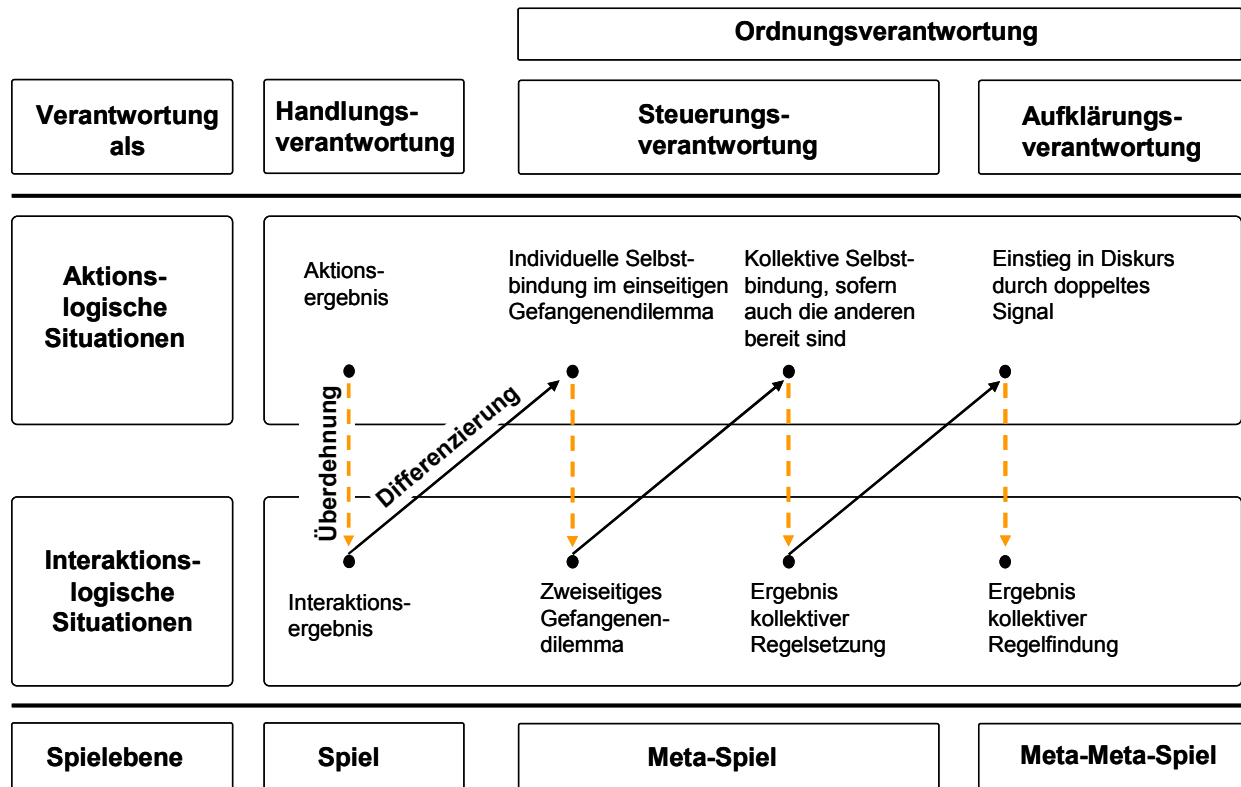 Ordnungsverantwortung
Verantwortung
als
Handlungs-
verantwortung
Steuerungs-
verantwortung
Aufklärungs-
verantwortung
Aktions-
logische
Situationen
Aktions-
ergebnis
Individuelle Selbst-
bindung im einseitigen
Gefangenendilemma
Kollektive Selbst-
bindung, sofern
auch die anderen
bereit sind
Einstieg in Diskurs
durch doppeltes
Signal
Überdehnung
Differenzierung
Interaktions-
logische
Situationen
Interaktions-
ergebnis
Zweiseitiges
Gefangenen-
dilemma
Ergebnis
kollektiver
Regelsetzung
Ergebnis
kollektiver
Regelfindung
Spielebene
Spiel
Meta-Spiel
Meta-Meta-Spiel